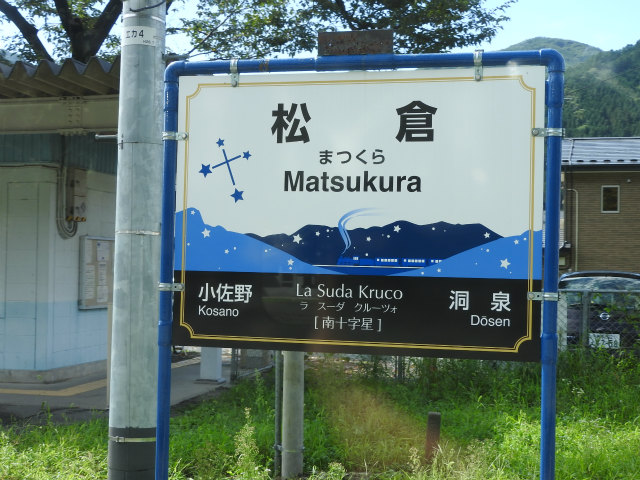 松倉
まつくら
Matsukura
小佐野
Kosano
La Suda Kruco
ラ スーダ クルーツォ
[南十字星]
洞泉
Dōsen